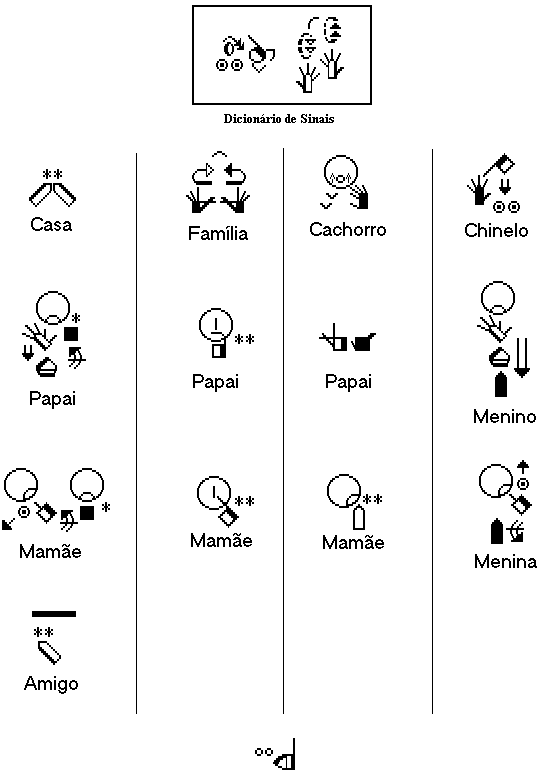 Dicionário de Sinais
Casa
Família
Cachorro
Chinelo
Papai
Papai
Papai
Menino
Mamãe
Mamãe
Mamãe
Menina
Amigo